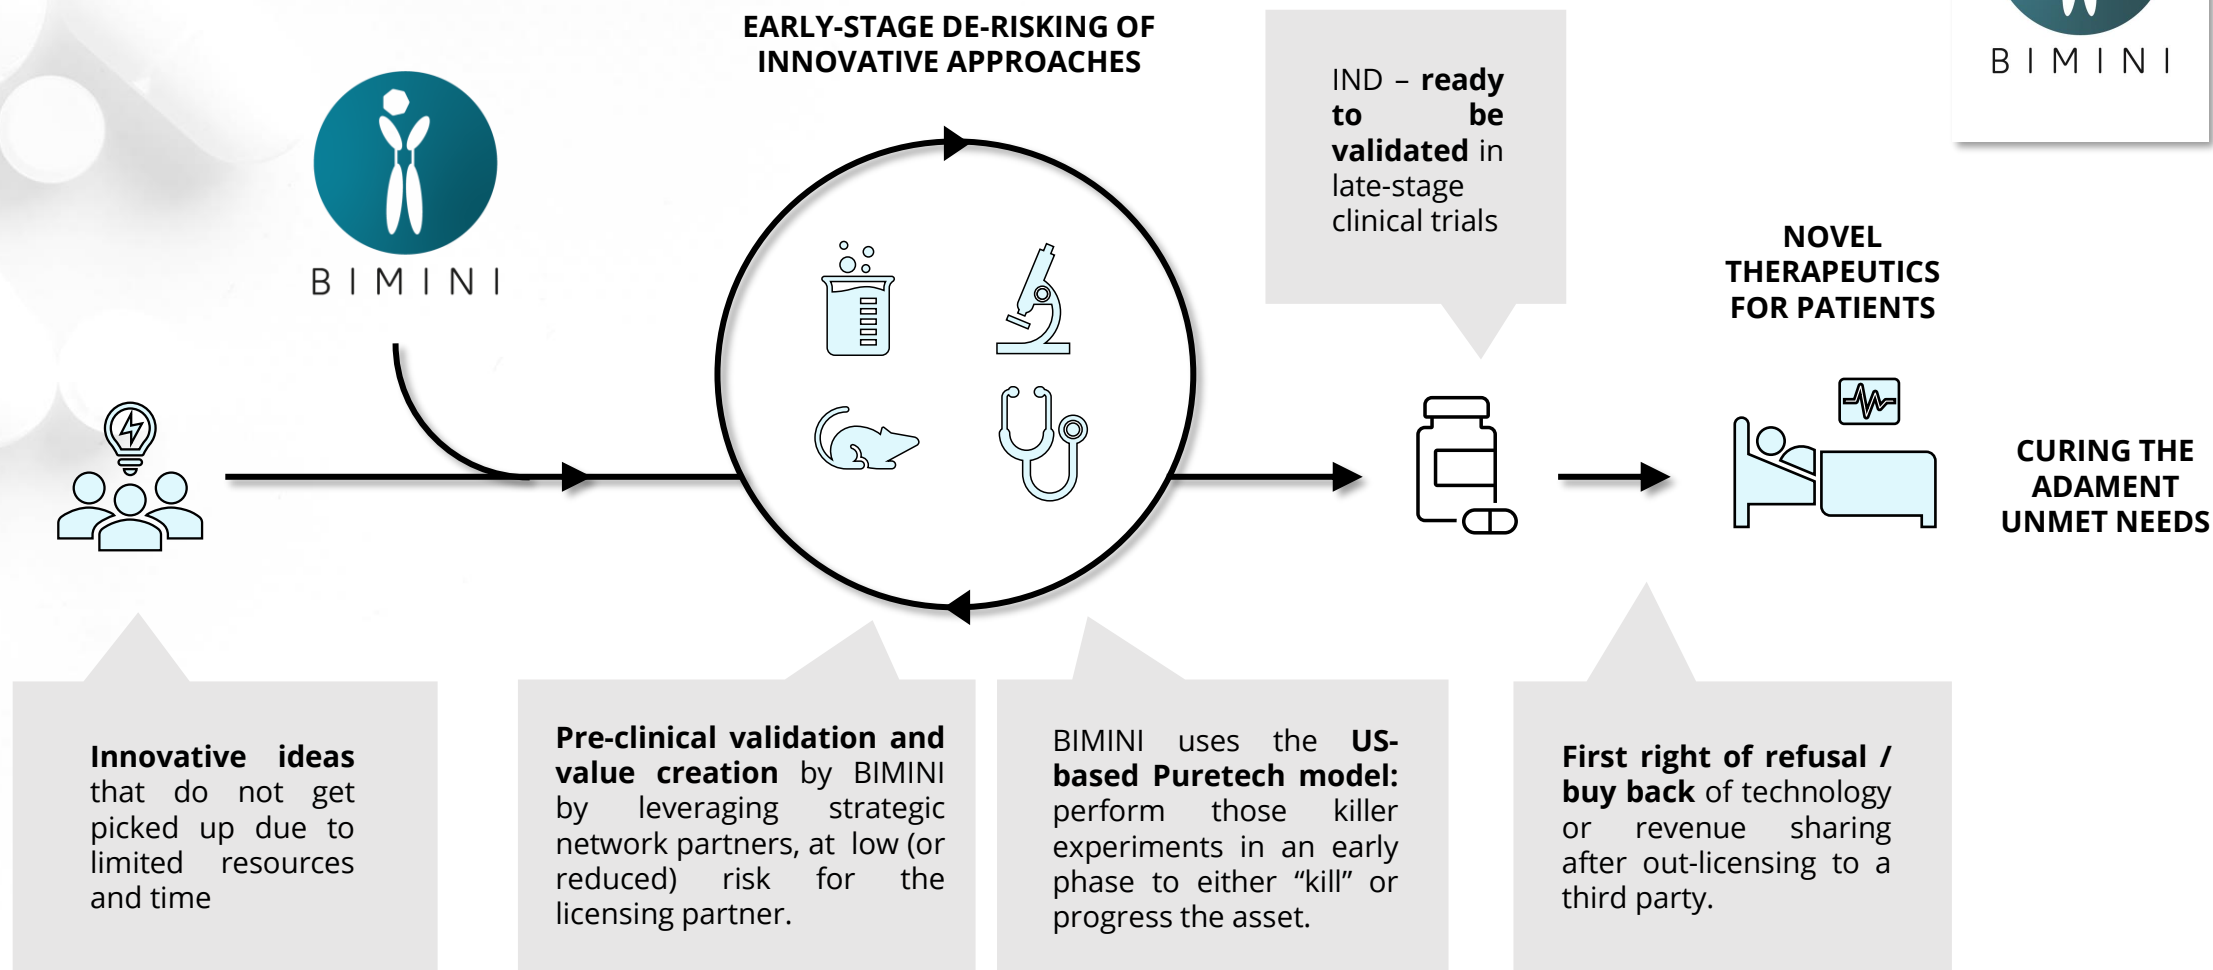 EARLY-STAGE DE-RISKING OF
INNOVATIVE APPROACHES
BIMINI
BIMINI
IND – ready
to be
validated in
late-stage
clinical trials
NOVEL
THERAPEUTICS
FOR PATIENTS
CURING THE
ADAMENT
UNMET NEEDS
Innovative ideas
that do not get
picked up due to
limited resources
and time
Pre-clinical validation and
value creation by BIMINI
by leveraging strategic
network partners, at low (or
reduced) risk for the
licensing partner.
BIMINI uses the US-
based Puretech model:
perform those killer
experiments in an early
phase to either “kill” or
progress the asset.
First right of refusal /
buy back of technology
or revenue sharing
after out-licensing to a
third party.